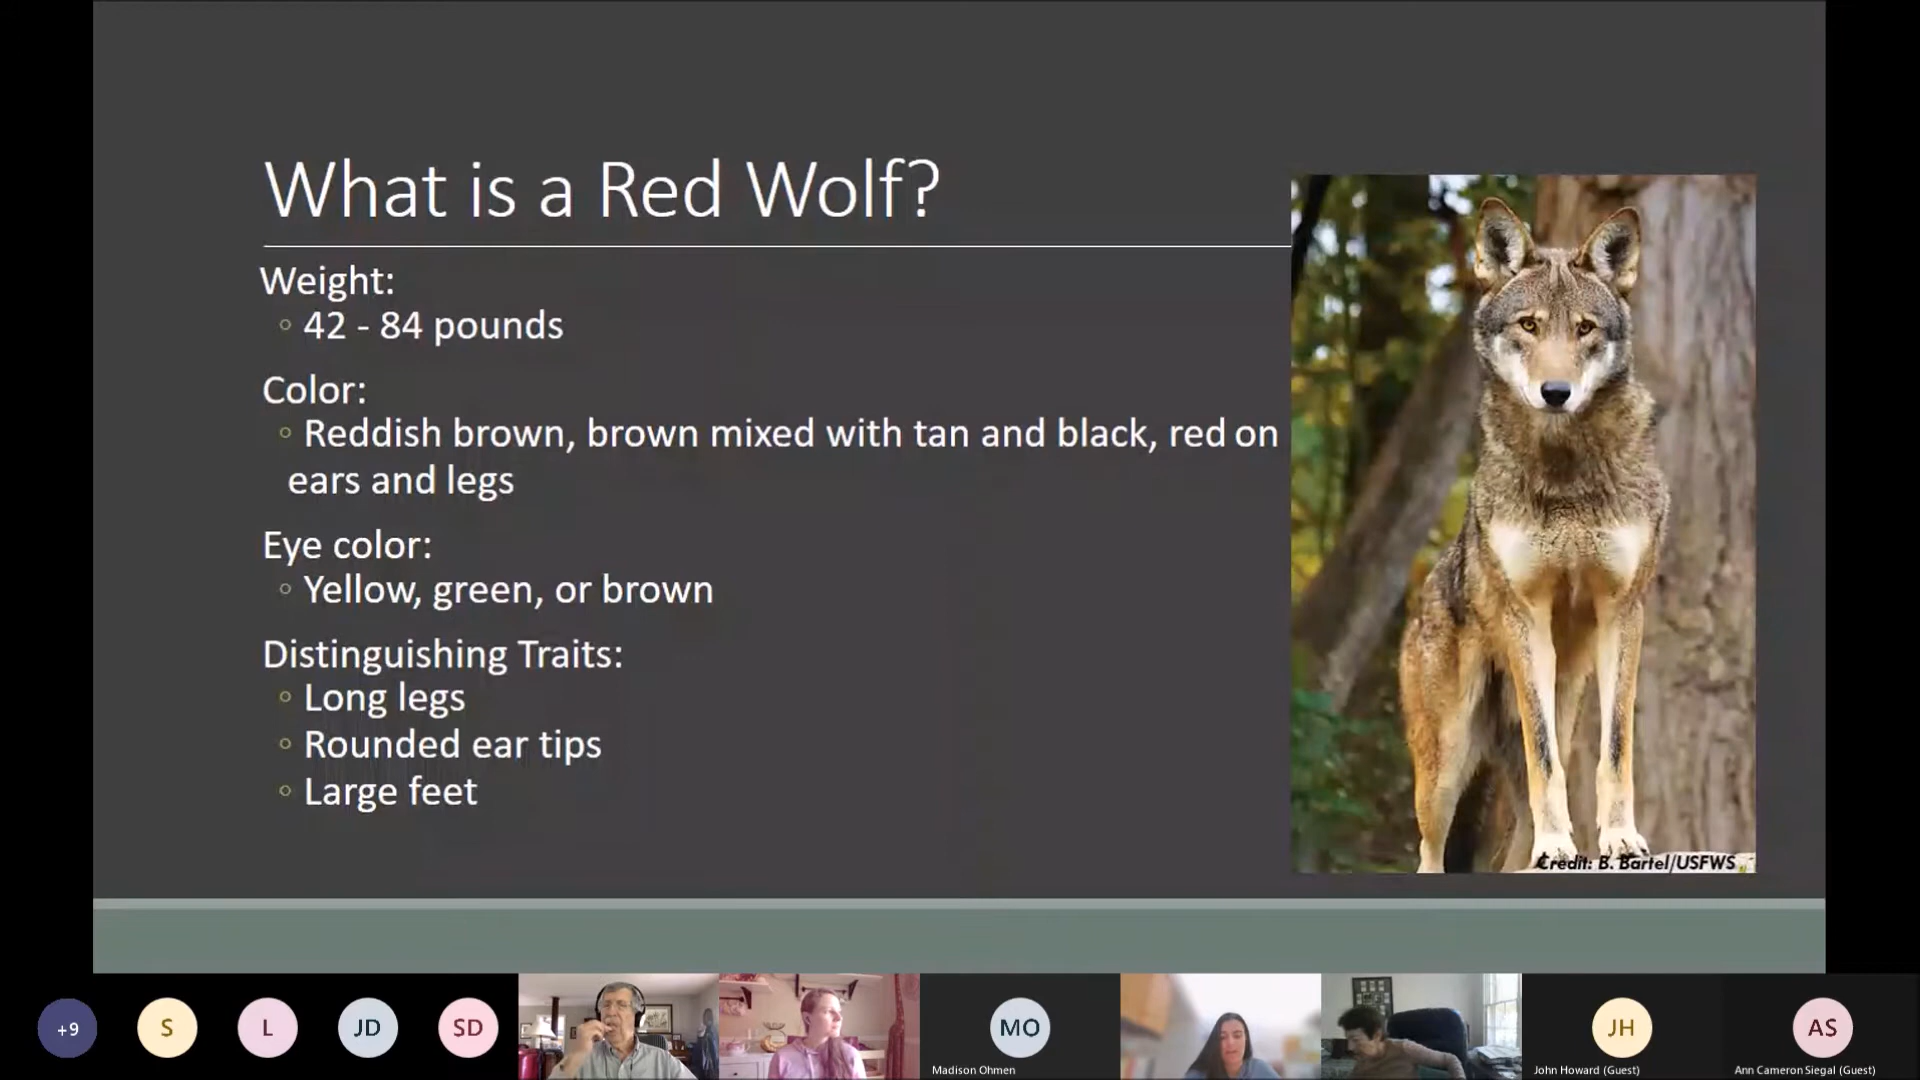 What is a Red Wolf?
Weight:
◦ 42 - 84 pounds
Color:
◦ Reddish brown, brown mixed with tan and black, red on
ears and legs
Eye color:
◦ Yellow, green, or brown
Distinguishing Traits:
◦ Long legs
◦ Rounded ear tips
◦ Large feet
Credit: B. Bartel/USFWS
+9
S
L
JD
SD
MO
JH
AS
Madison Ohmen
John Howard (Guest)
Ann Cameron Siegal (Guest)